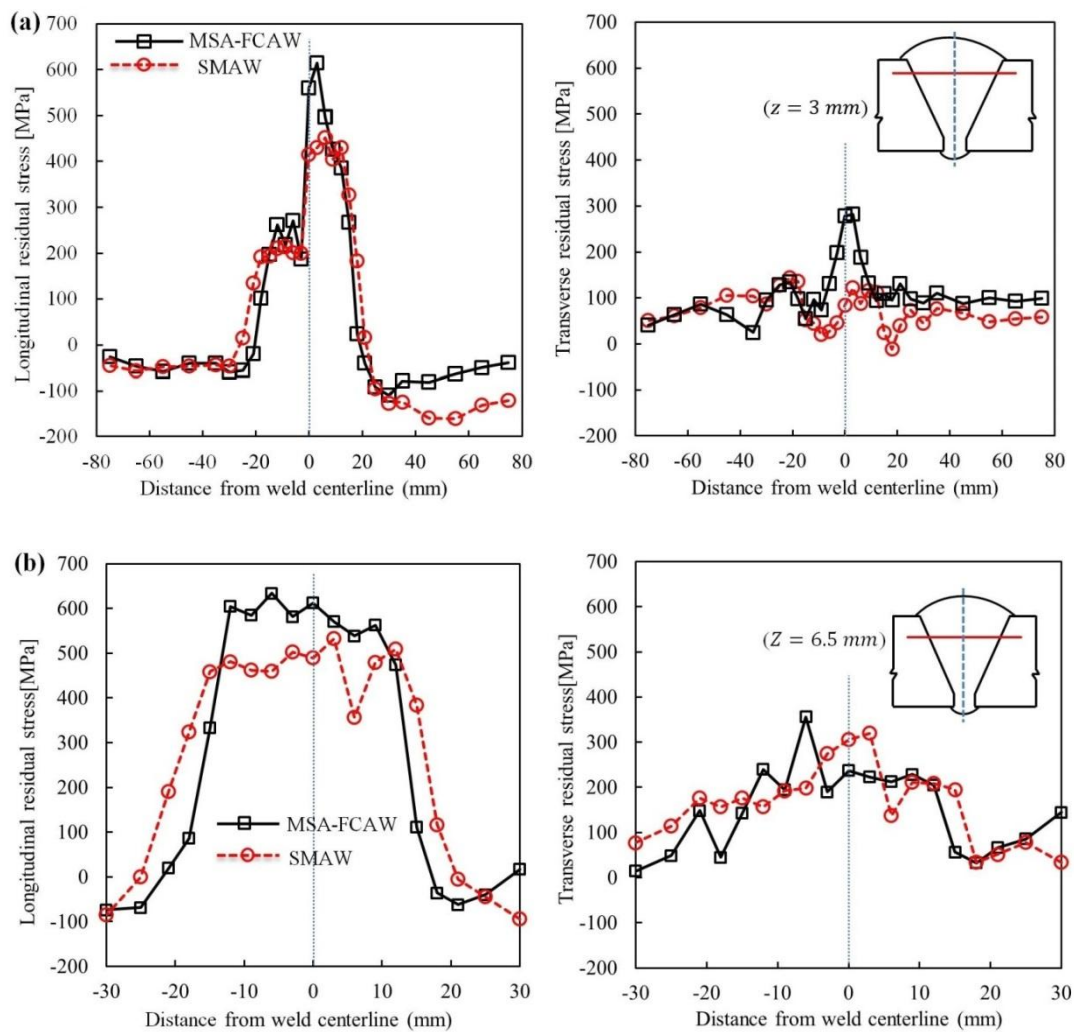 (a)
700
600
500
400
300
200
100
0
-100
-200
Longitudinal residual stress [MPa]
MSA-FCAW
SMAW
-80 -60 -40 -20 0 20 40 60 80
Distance from weld centerline (mm)
700
600
500
400
300
200
100
0
-100
-200
Transverse residual stress [MPa]
(z = 3 mm)
-80 -60 -40 -20 0 20 40 60 80
Distance from weld centerline (mm)
(b)
700
600
500
400
300
200
100
0
-100
-200
Longitudinal residual stress[MPa]
MSA-FCAW
SMAW
-30 -20 -10 0 10 20 30
Distance from weld centerline (mm)
700
600
500
400
300
200
100
0
-100
-200
Transverse residual stress[MPa]
(Z = 6.5 mm)
-30 -20 -10 0 10 20 30
Distance from weld centerline (mm)